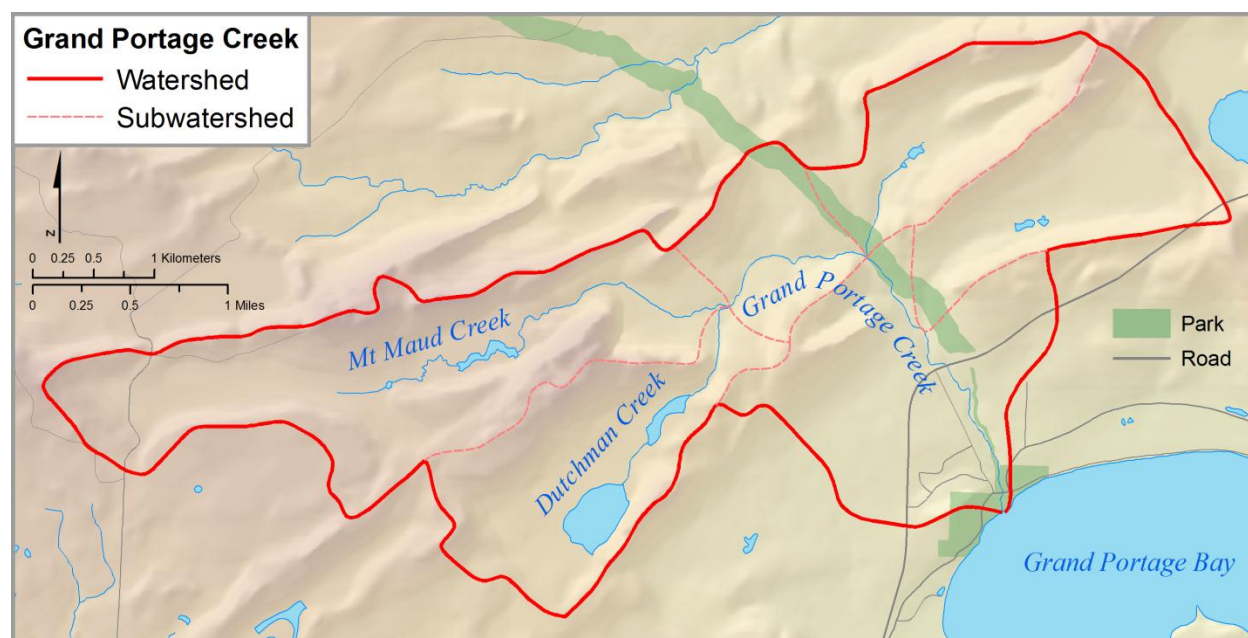 Grand Portage Creek
Watershed
Subwatershed
N
0 0.25 0.5 1 Kilometers
0 0.25 0.5 1 Miles
Mt Maud Creek
Grand Portage Creek
Dutchman Creek
Park
Road
Grand Portage Bay